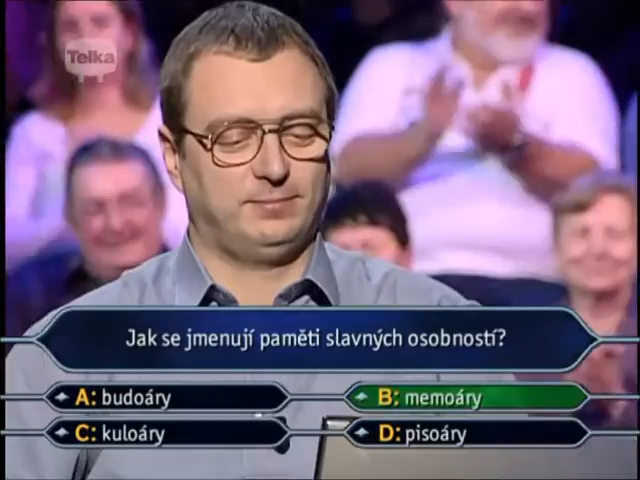 Telka
Jak se jmenují paměti slavných osobností?
A: budoáry
B: memoáry
C: kuloáry
D: pisoáry